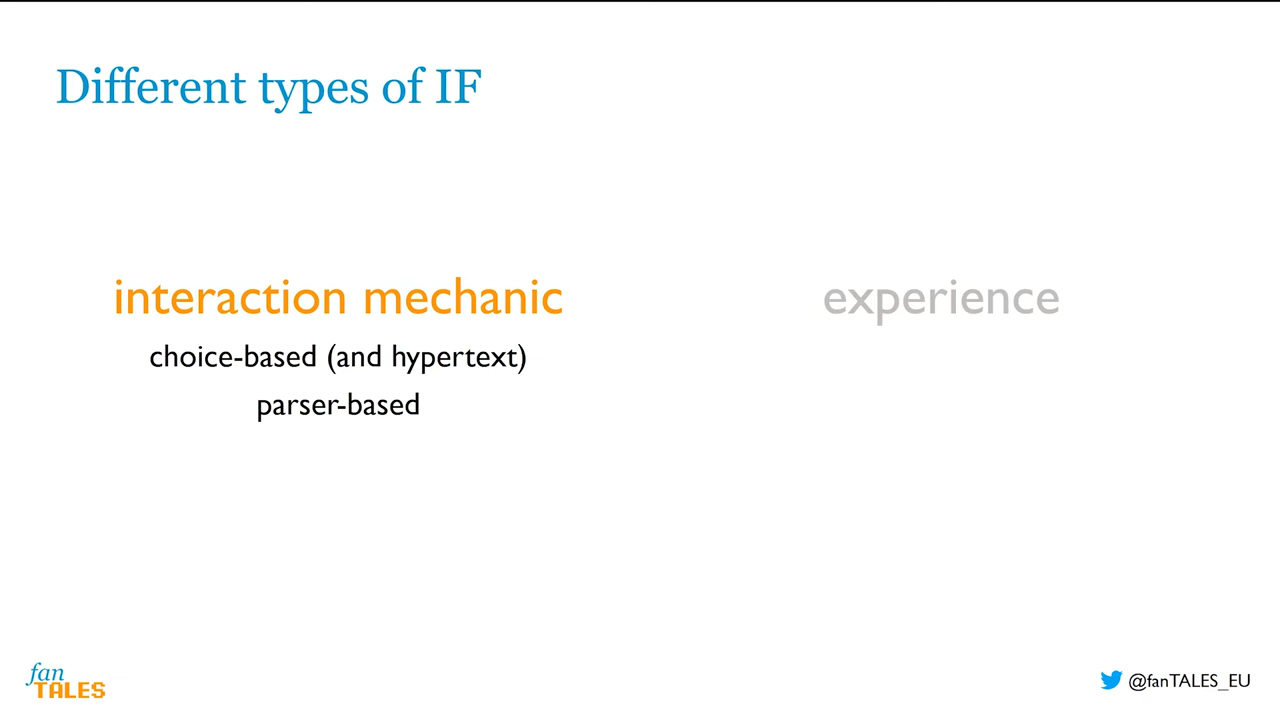 Different types of IF
interaction mechanic
choice-based (and hypertext)
parser-based
experience
fan
TALES
@fanTALES_EU